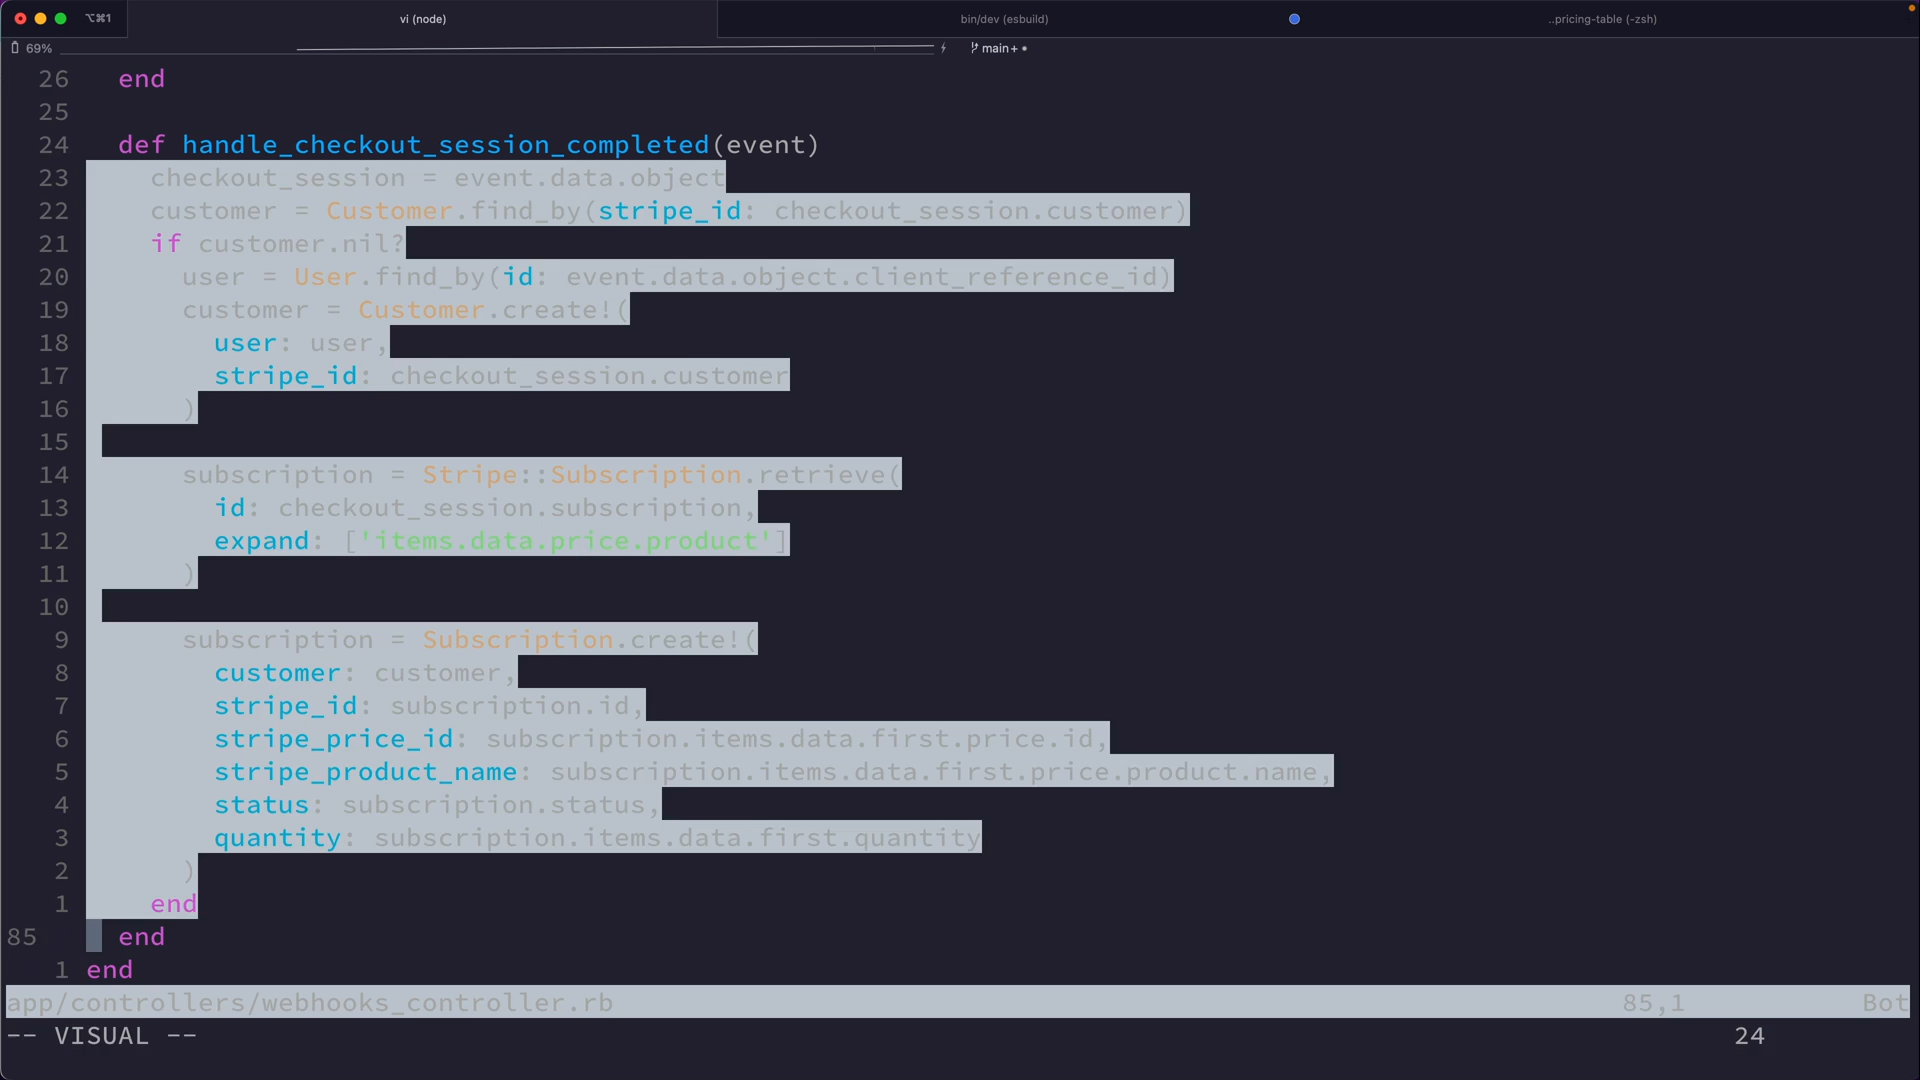 ⌥⌘1 vi (node) bin/dev (esbuild) ..pricing-table (-zsh)
69% main+ •
26   end
25
24   def handle_checkout_session_completed(event)
23     checkout_session = event.data.object
22     customer = Customer.find_by(stripe_id: checkout_session.customer)
21     if customer.nil?
20       user = User.find_by(id: event.data.object.client_reference_id)
19       customer = Customer.create!(
18         user: user,
17         stripe_id: checkout_session.customer
16       )
15
14       subscription = Stripe::Subscription.retrieve(
13         id: checkout_session.subscription,
12         expand: ['items.data.price.product']
11       )
10
9       subscription = Subscription.create!(
8         customer: customer,
7         stripe_id: subscription.id,
6         stripe_price_id: subscription.items.data.first.price.id,
5         stripe_product_name: subscription.items.data.first.price.product.name,
4         status: subscription.status,
3         quantity: subscription.items.data.first.quantity
2       )
1     end
85   end
1 end
app/controllers/webhooks_controller.rb 85,1 Bot
-- VISUAL -- 24